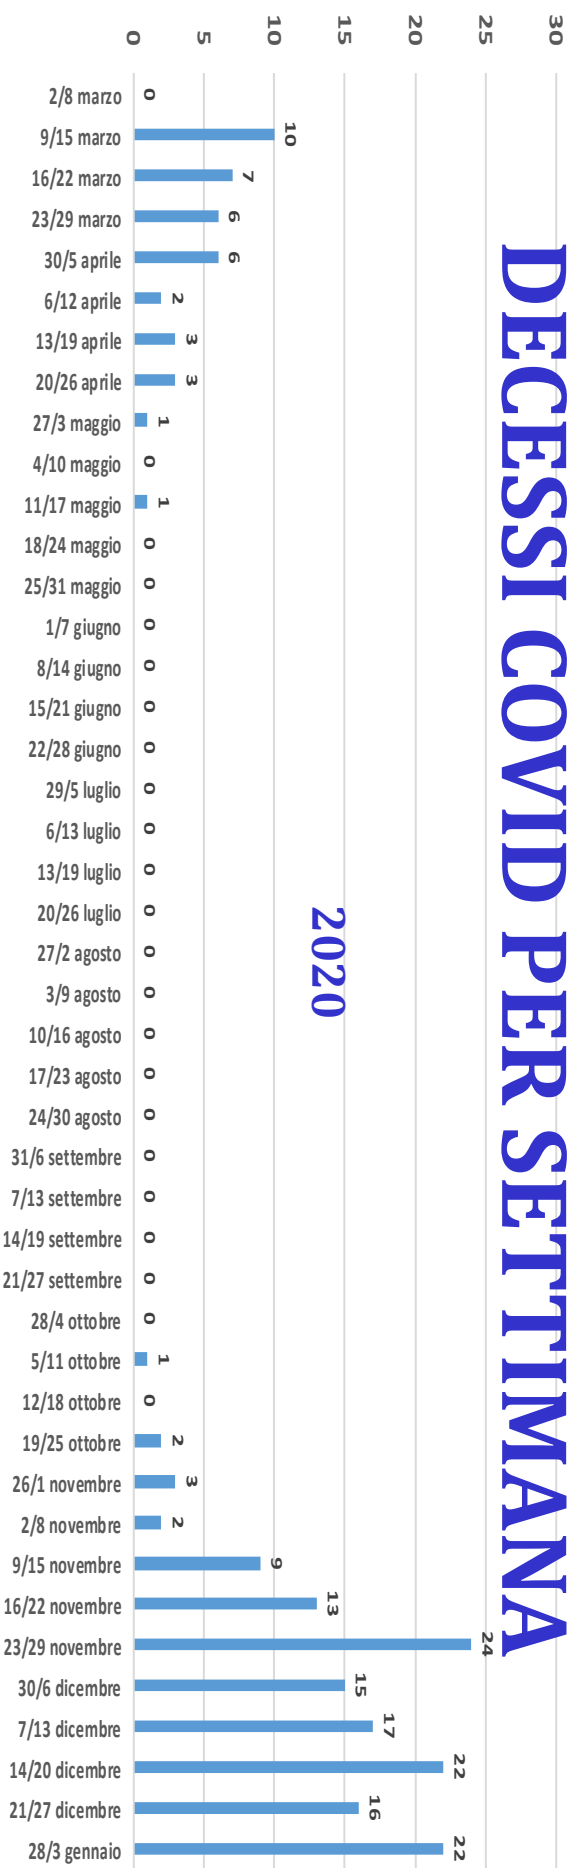 DECESSI COVID PER SETTIMANA
2020
0 5 10 15 20 25 30
2/8 marzo 0
9/15 marzo 10
16/22 marzo 7
23/29 marzo 6
30/5 aprile 6
6/12 aprile 2
13/19 aprile 3
20/26 aprile 3
27/3 maggio 1
4/10 maggio 0
11/17 maggio 1
18/24 maggio 0
25/31 maggio 0
1/7 giugno 0
8/14 giugno 0
15/21 giugno 0
22/28 giugno 0
29/5 luglio 0
6/13 luglio 0
13/19 luglio 0
20/26 luglio 0
27/2 agosto 0
3/9 agosto 0
10/16 agosto 0
17/23 agosto 0
24/30 agosto 0
31/6 settembre 0
7/13 settembre 0
14/19 settembre 0
21/27 settembre 0
28/4 ottobre 0
5/11 ottobre 1
12/18 ottobre 0
19/25 ottobre 2
26/1 novembre 3
2/8 novembre 2
9/15 novembre 9
16/22 novembre 13
23/29 novembre 24
30/6 dicembre 15
7/13 dicembre 17
14/20 dicembre 22
21/27 dicembre 16
28/3 gennaio 22